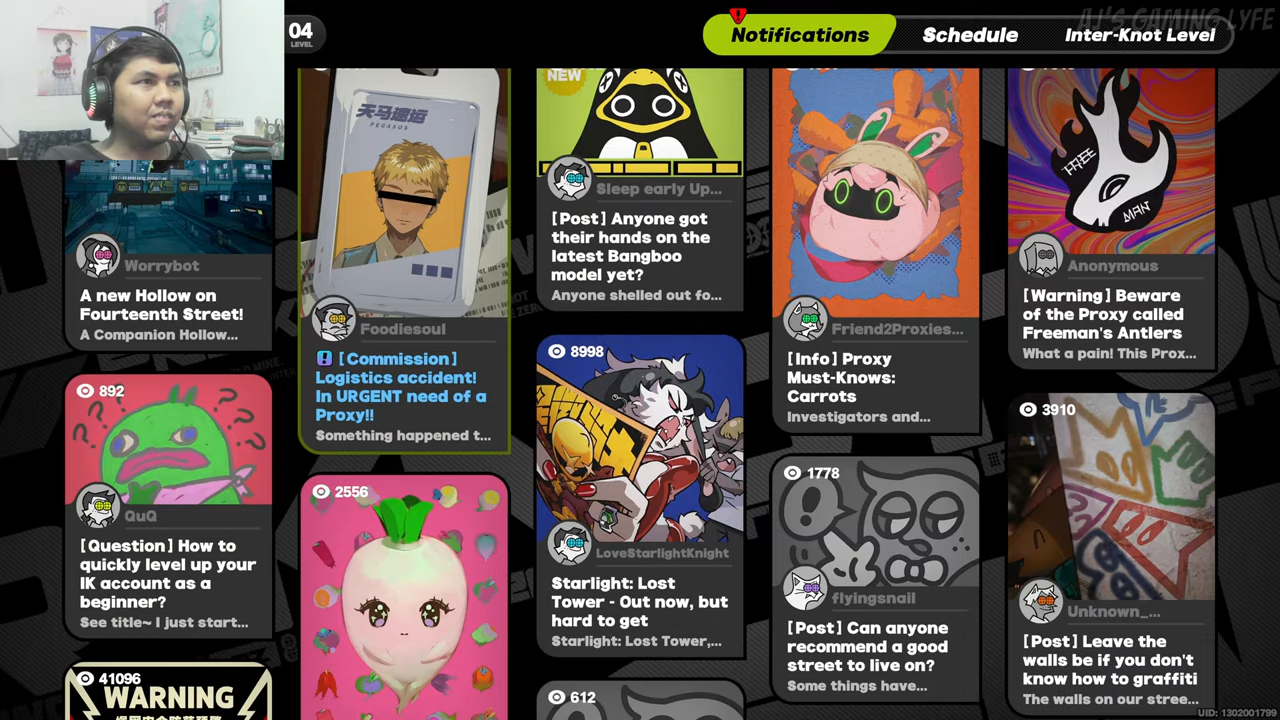 04
LEVEL
Notifications
Schedule
Inter-Knot Level
AJ'S GAMING LYFE
Worrybot
A new Hollow on
Fourteenth Street!
A Companion Hollow...
892
QuQ
[Question] How to
quickly level up your
IK account as a
beginner?
See title~ I just start...
41096
WARNING
天马速运
PEGASUS
Foodiesoul
[Commission]
Logistics accident!
In URGENT need of a
Proxy!!
Something happened t...
2556
NEW
Sleep early Up...
[Post] Anyone got
their hands on the
latest Bangboo
model yet?
Anyone shelled out fo...
8998
LoveStarlightKnight
Starlight: Lost
Tower - Out now, but
hard to get
Starlight: Lost Tower,...
612
Friend2Proxies...
[Info] Proxy
Must-Knows:
Carrots
Investigators and...
1778
flyingsnail
[Post] Can anyone
recommend a good
street to live on?
Some things have...
FREE
MAN
Anonymous
[Warning] Beware
of the Proxy called
Freeman's Antlers
What a pain! This Prox...
3910
Unknown_...
[Post] Leave the
walls be if you don't
know how to graffiti
The walls on our stree...
UID: 1302001799